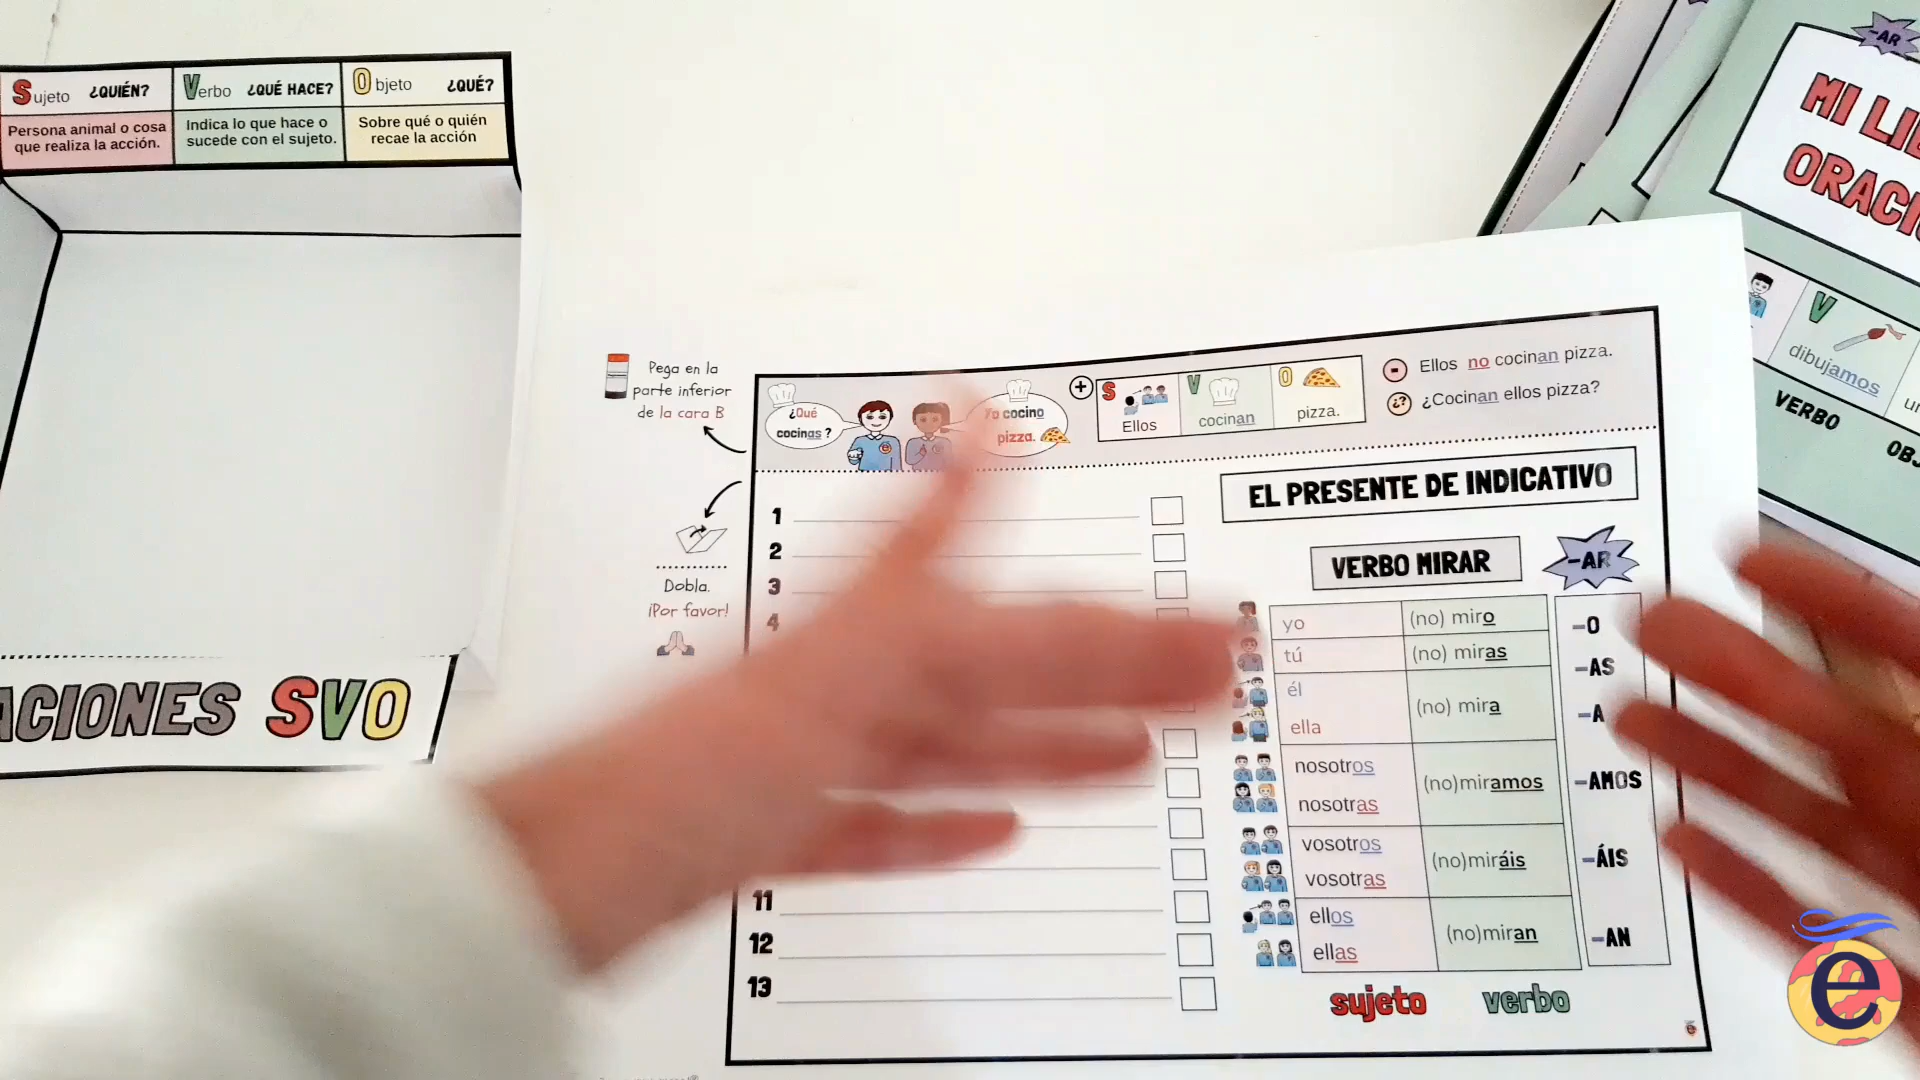 Sujeto ¿QUIÉN?
Persona animal o cosa
que realiza la acción.
Verbo ¿QUÉ HACE?
Indica lo que hace o
sucede con el sujeto.
Objeto ¿QUÉ?
Sobre qué o quién
recae la acción
ACIONES SVO
Pega en la
parte inferior
de la cara B
Dobla.
¡Por favor!
¿Qué
cocinas?
Yo cocino
pizza.
S
Ellos
V
cocinan
O
pizza.
Ellos no cocinan pizza.
¿? ¿Cocinan ellos pizza?
1
2
3
4
11
12
13
EL PRESENTE DE INDICATIVO
VERBO MIRAR
-AR
yo (no) miro -O
tú (no) miras -AS
él
ella
(no) mira -A
nosotros
nosotras
(no)miramos -AMOS
vosotros
vosotras
(no)miráis -ÁIS
ellos
ellas
(no)miran -AN
sujeto verbo
-AR
MI LI
ORACI
V
dibujamos
VERBO
OBJ
ẽ